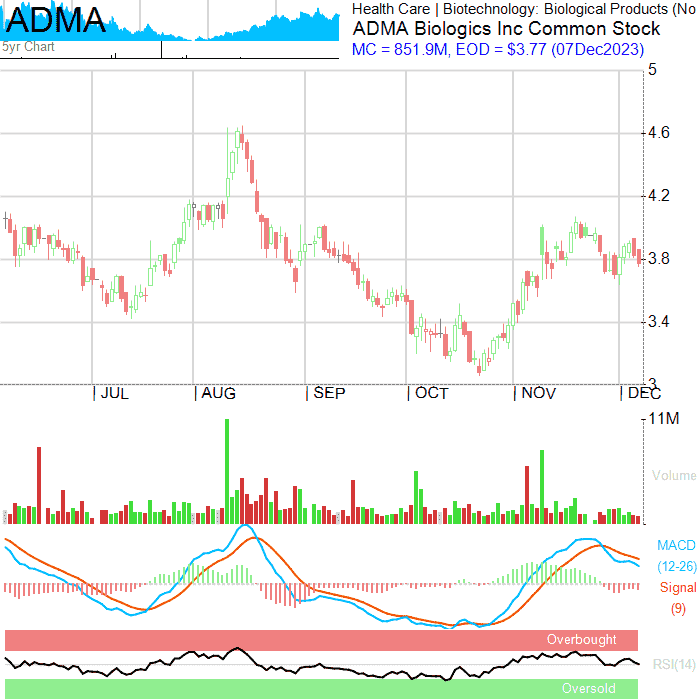 ADMA
5yr Chart
Health Care | Biotechnology: Biological Products (No
ADMA Biologics Inc Common Stock
MC = 851.9M, EOD = $3.77 (07Dec2023)
5
4.6
4.2
4
3.8
3.4
3
JUL
AUG
SEP
OCT
NOV
DEC
11M
Volume
MACD
(12-26)
Signal
(9)
Overbought
RSI(14)
Oversold